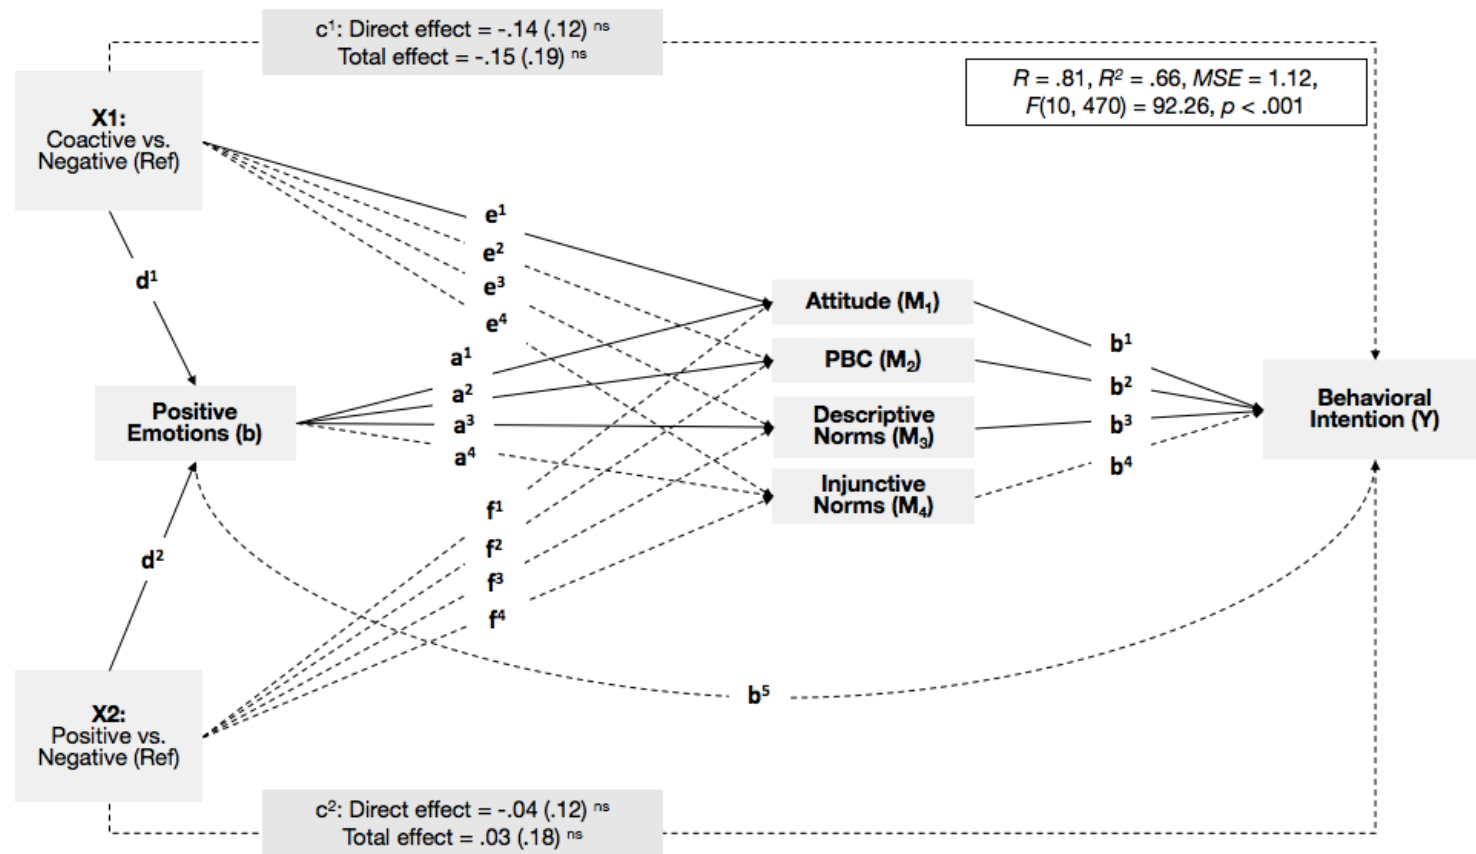 c¹: Direct effect = -.14 (.12) ns
Total effect = -.15 (.19) ns
R = .81, R² = .66, MSE = 1.12,
F(10, 470) = 92.26, p < .001
X1:
Coactive vs.
Negative (Ref)
e¹
e²
e³
e⁴
d¹
Attitude (M₁)
b¹
a¹
PBC (M₂)
b²
a²
Positive
Emotions (b)
a³
Descriptive
Norms (M₃)
b³
Behavioral
Intention (Y)
a⁴
b⁴
Injunctive
Norms (M₄)
f¹
f²
f³
f⁴
d²
b⁵
X2:
Positive vs.
Negative (Ref)
c²: Direct effect = -.04 (.12) ns
Total effect = .03 (.18) ns